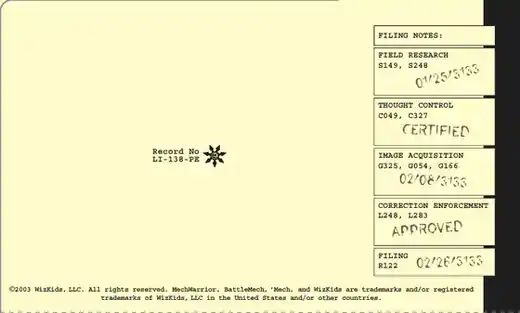 FILING NOTES:
FIELD RESEARCH
S149, S248
01/25/3133
THOUGHT CONTROL
C049, C327
CERTIFIED
Record No
LI-138-PE
IMAGE ACQUISITION
G325, G054, G166
02/08/3133
CORRECTION ENFORCEMENT
L248, L283
APPROVED
FILING
R122
02/26/3133
©2003 WizKids, LLC. All rights reserved. MechWarrior, BattleMech, 'Mech, and WizKids are trademarks and/or registered
trademarks of WizKids, LLC in the United States and/or other countries.